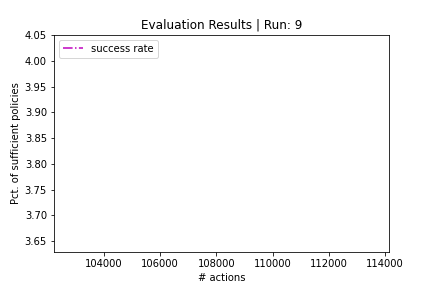 Evaluation Results | Run: 9
success rate
Pct. of sufficient policies
4.05
4.00
3.95
3.90
3.85
3.80
3.75
3.70
3.65
104000 106000 108000 110000 112000 114000
# actions